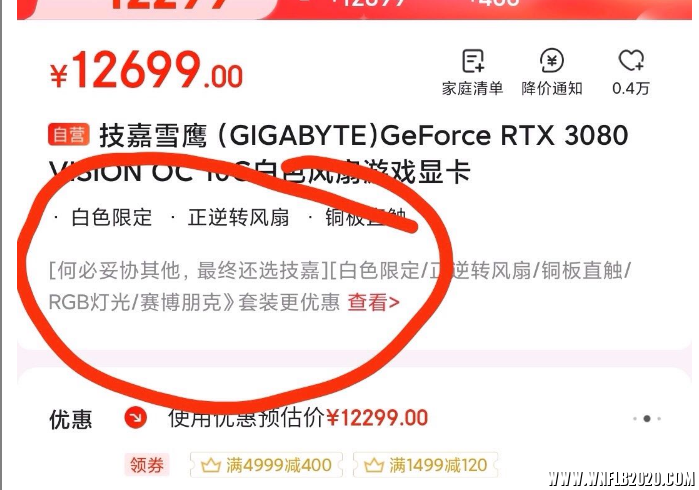 ¥12699.00
家庭清单 降价通知 0.4万
自营 技嘉雪鹰（GIGABYTE)GeForce RTX 3080
VISION OC 10G白色风扇游戏显卡
· 白色限定 · 正逆转风扇 · 铜板直触
[何必妥协其他，最终还选技嘉][白色限定/正逆转风扇/铜板直触/
RGB灯光/赛博朋克》套装更优惠 查看>
优惠 使用优惠预估价¥12299.00
领券 满4999减400 满1499减120
WWW.WNFLB2020.COM